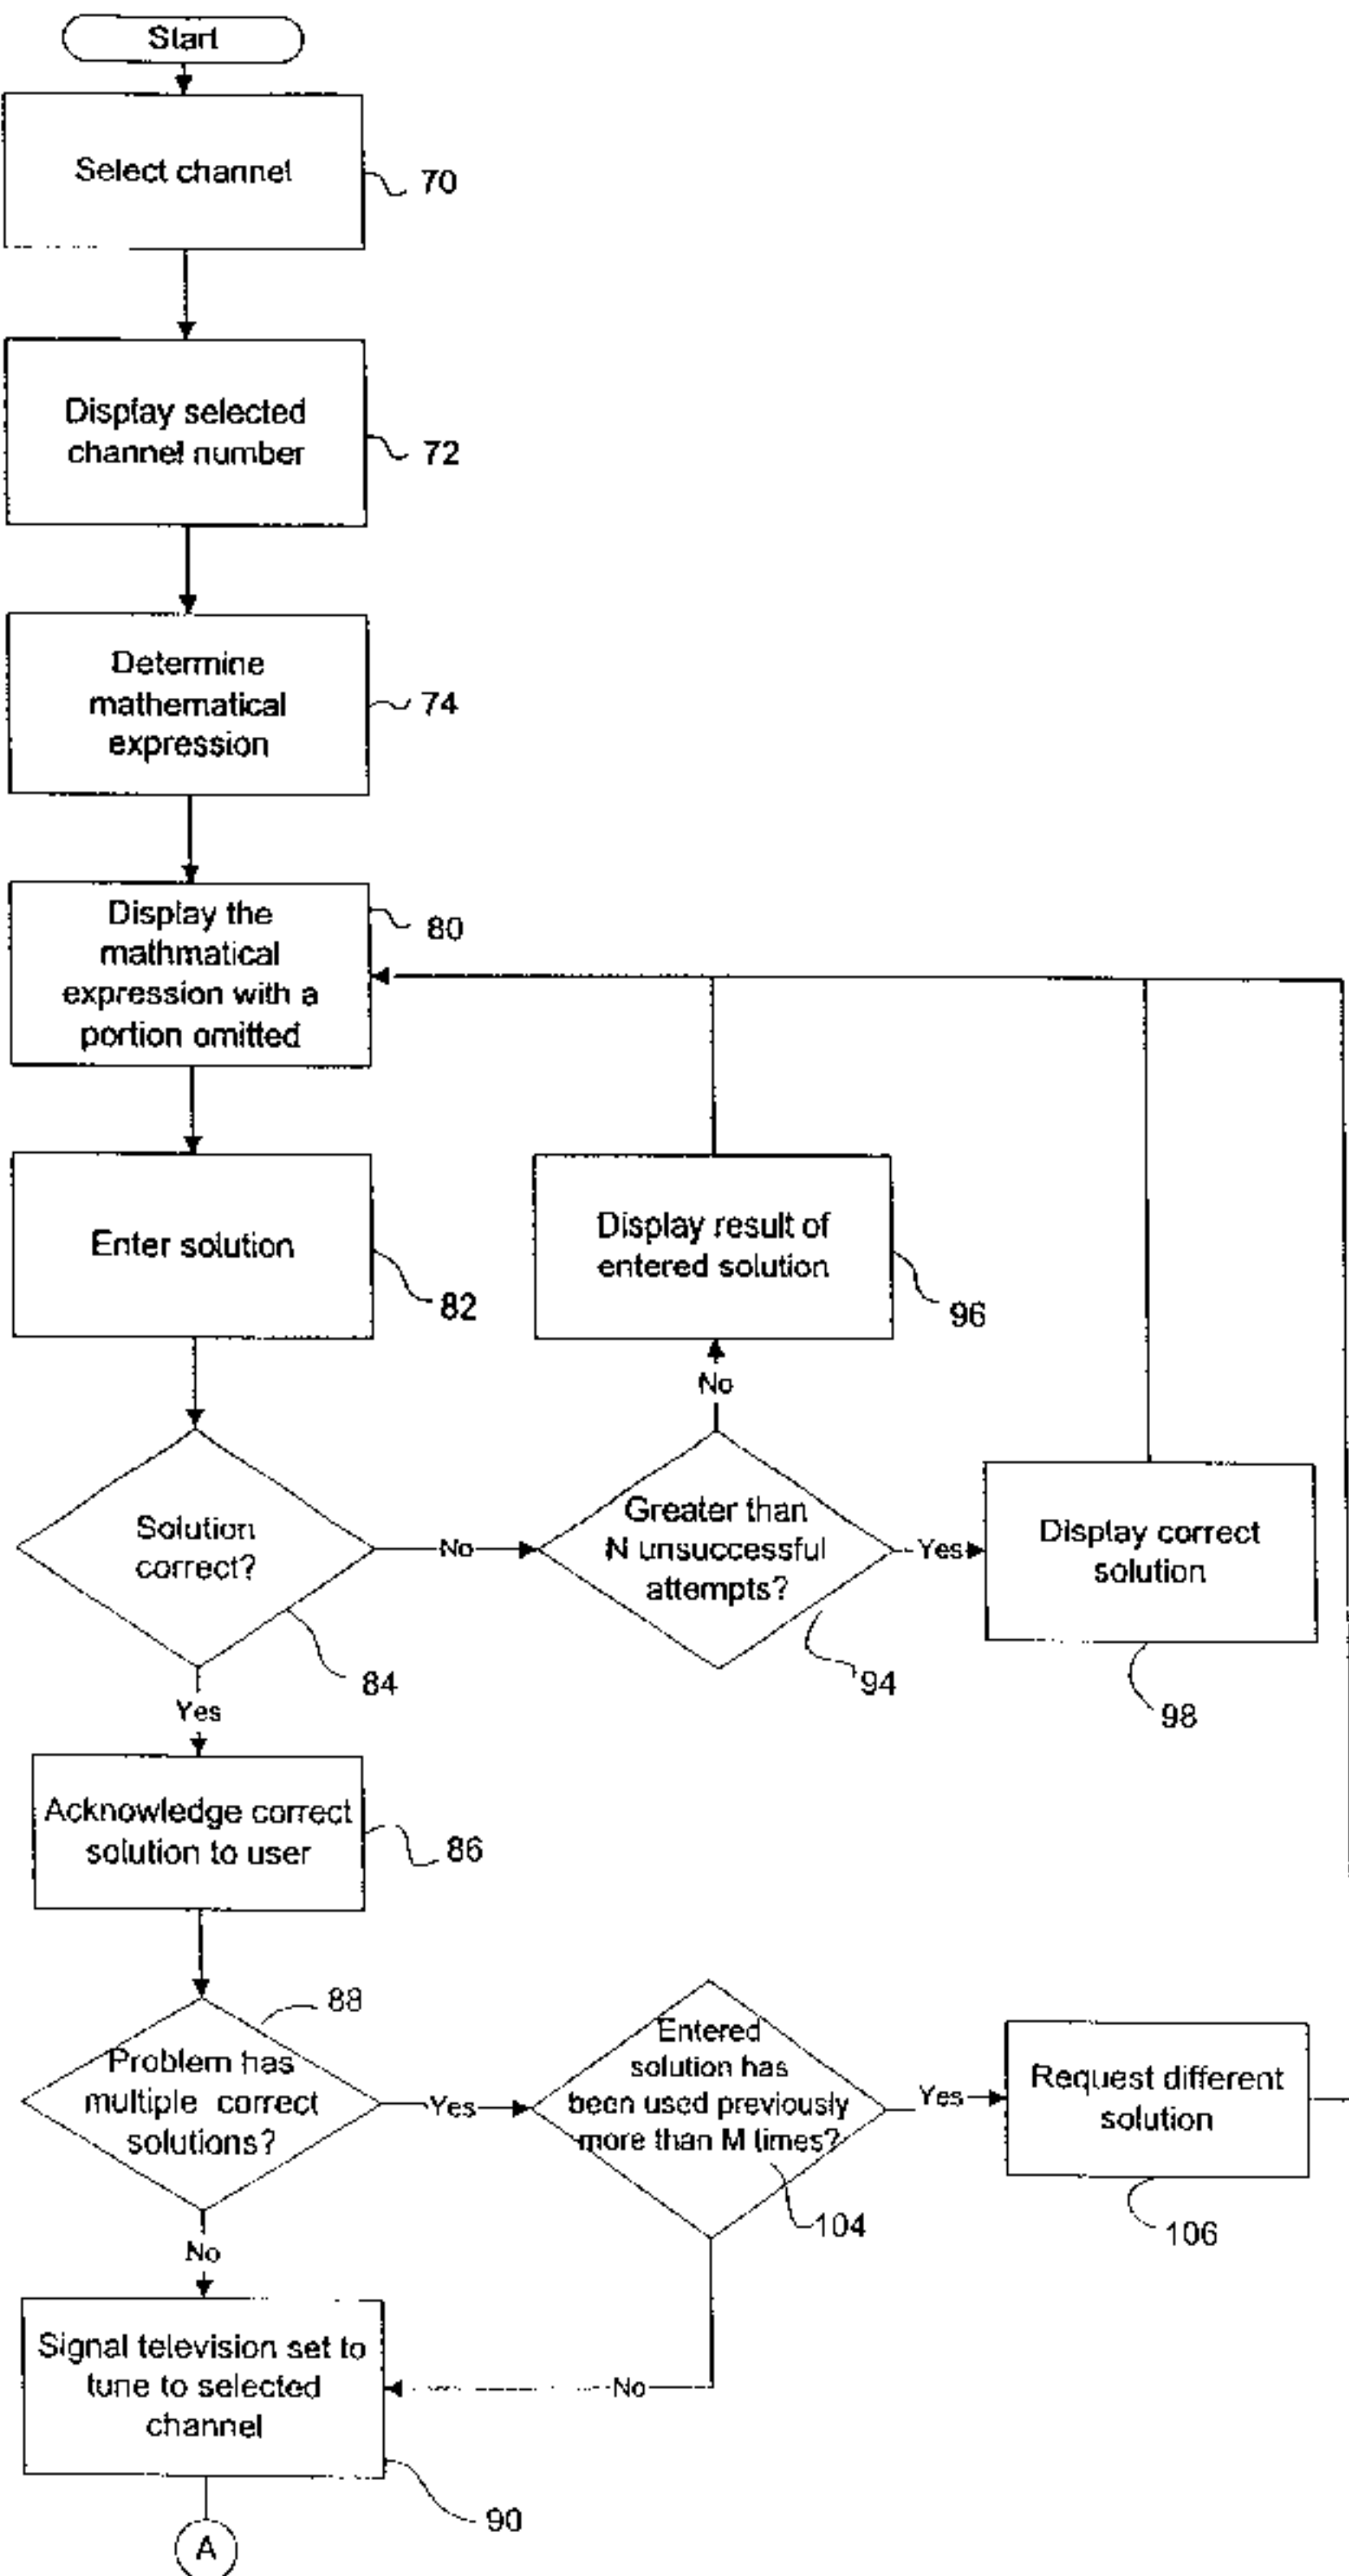 Start
Select channel
70
Display selected
channel number
72
Determine
mathematical
expression
74
Display the
mathmatical
expression with a
portion omitted
80
Enter solution
82
Display result of
entered solution
96
No
Solution
correct?
84
No
Greater than
N unsuccessful
attempts?
94
Yes
Display correct
solution
98
Yes
Acknowledge correct
solution to user
86
88
Problem has
multiple correct
solutions?
Yes
Entered
solution has
been used previously
more than M times?
104
Yes
Request different
solution
106
No
Signal television set to
tune to selected
channel
No
90
A